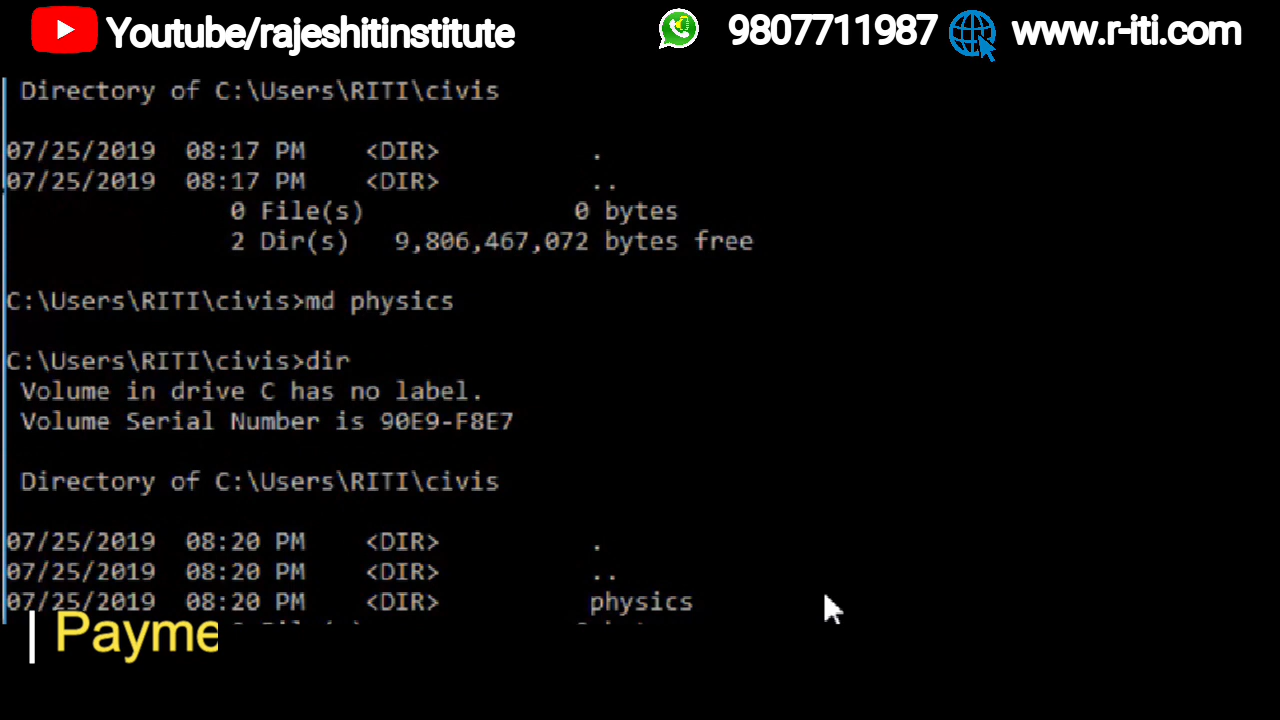 Youtube/rajeshitinstitute 9807711987 www.r-iti.com
Directory of C:\Users\RITI\civis
07/25/2019 08:17 PM <DIR> .
07/25/2019 08:17 PM <DIR> ..
0 File(s) 0 bytes
2 Dir(s) 9,806,467,072 bytes free
C:\Users\RITI\civis>md physics
C:\Users\RITI\civis>dir
Volume in drive C has no label.
Volume Serial Number is 90E9-F8E7
Directory of C:\Users\RITI\civis
07/25/2019 08:20 PM <DIR> .
07/25/2019 08:20 PM <DIR> ..
07/25/2019 08:20 PM <DIR> physics
| Payme